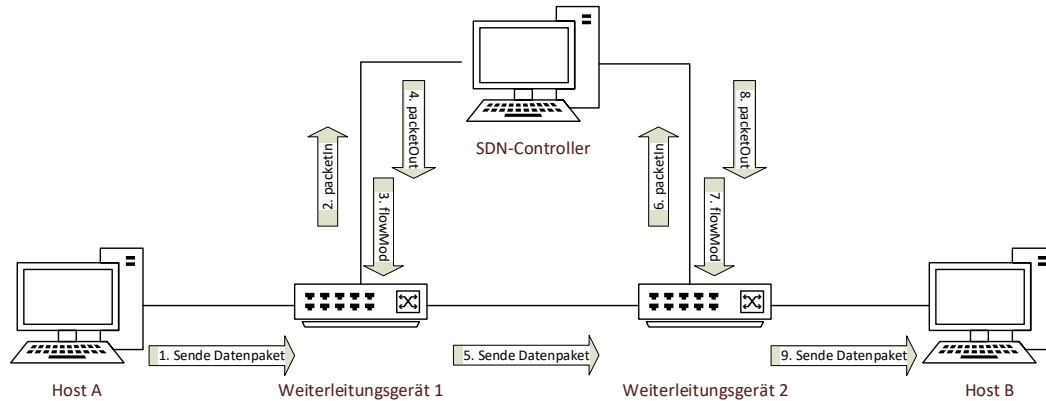 4. packetOut
8. packetOut
SDN-Controller
2. packetIn
3. flowMod
6. packetIn
7. flowMod
1. Sende Datenpaket
5. Sende Datenpaket
9. Sende Datenpaket
Host A
Weiterleitungsgerät 1
Weiterleitungsgerät 2
Host B